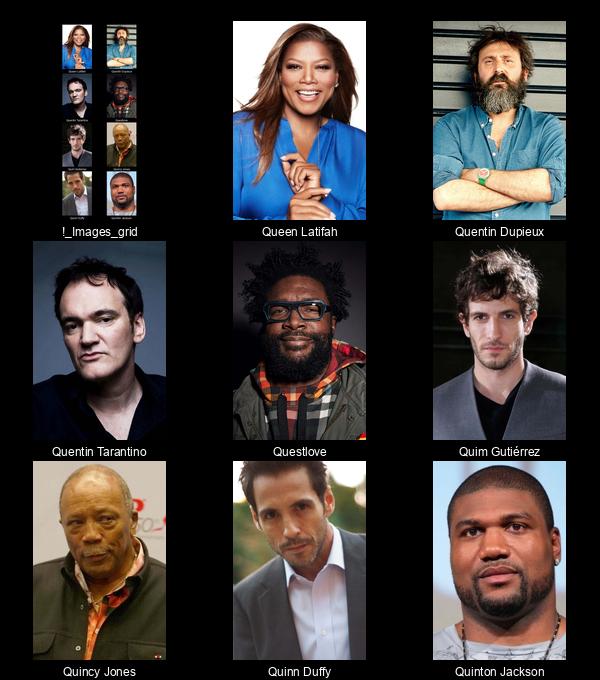 !_Images_grid
Queen Latifah
Quentin Dupieux
Quentin Tarantino
Questlove
Quim Gutiérrez
Quincy Jones
Quinn Duffy
Quinton Jackson